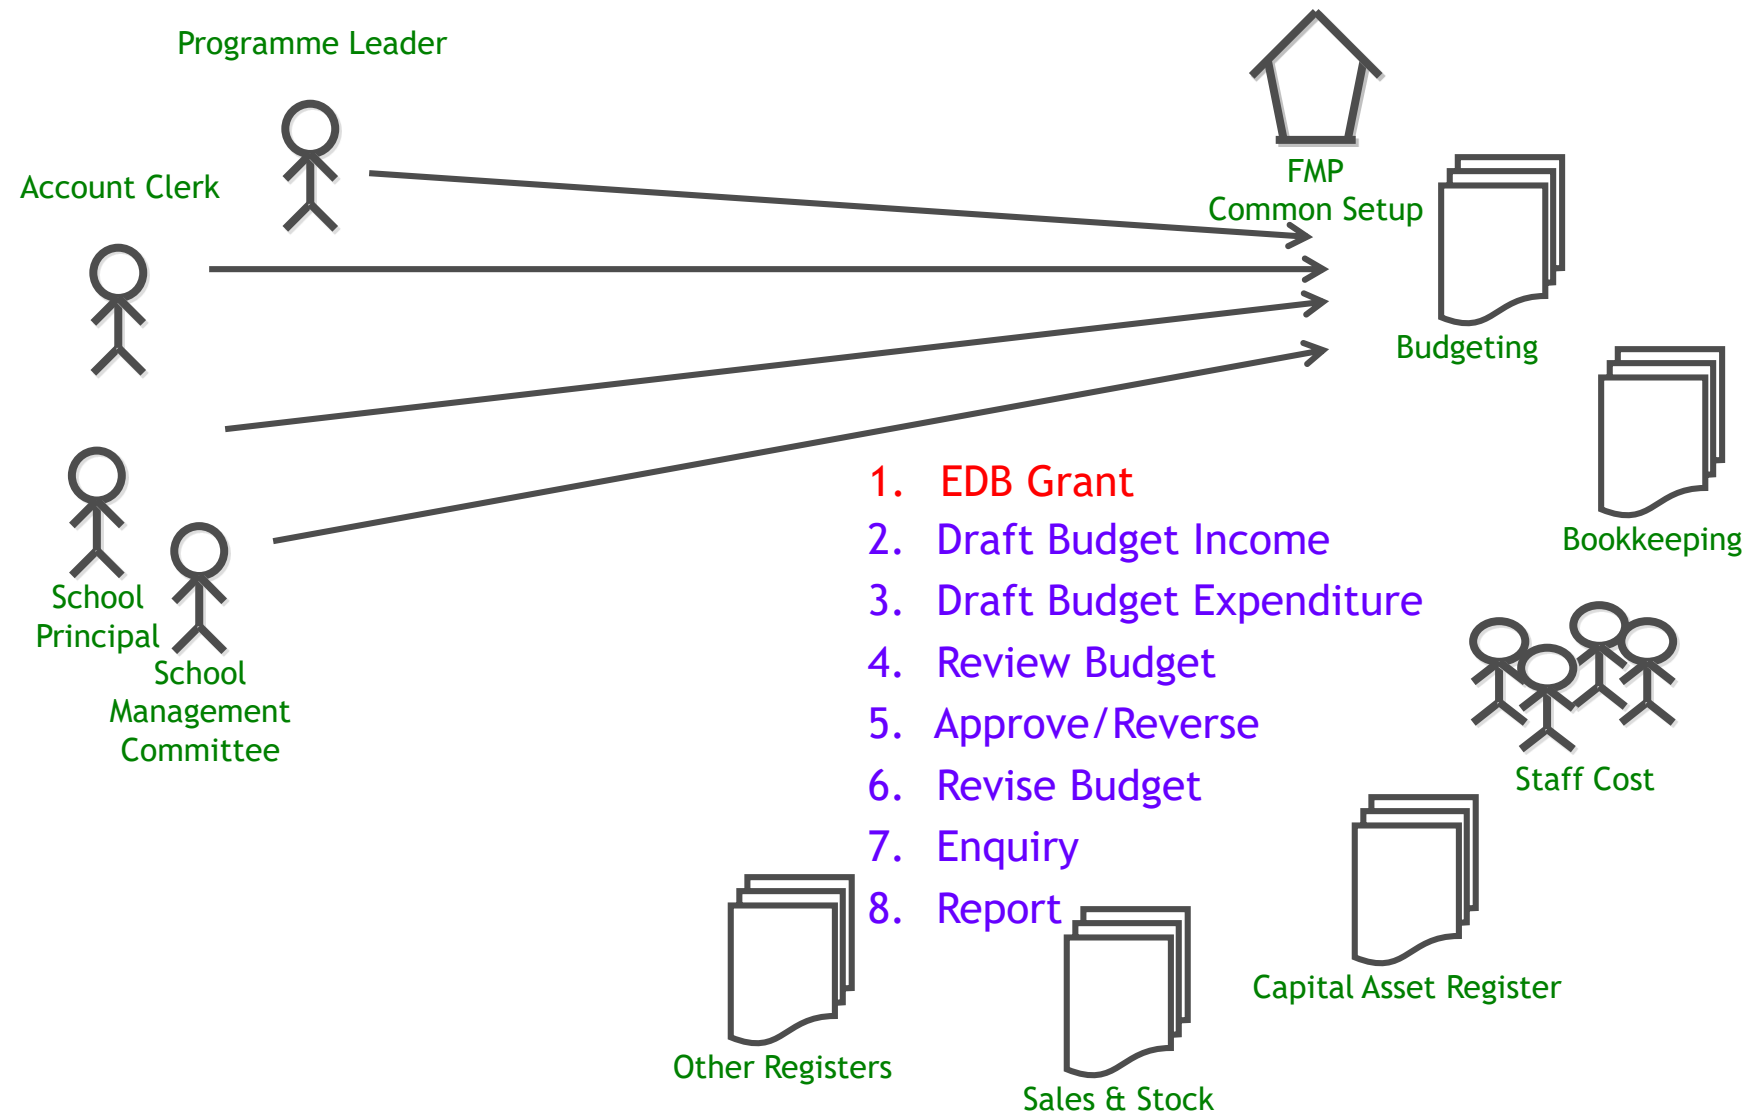 Programme Leader
Account Clerk
FMP
Common Setup
Budgeting
Bookkeeping
1. EDB Grant
2. Draft Budget Income
3. Draft Budget Expenditure
4. Review Budget
5. Approve/Reverse
6. Revise Budget
7. Enquiry
8. Report
School
Principal
School
Management
Committee
Staff Cost
Capital Asset Register
Other Registers
Sales & Stock